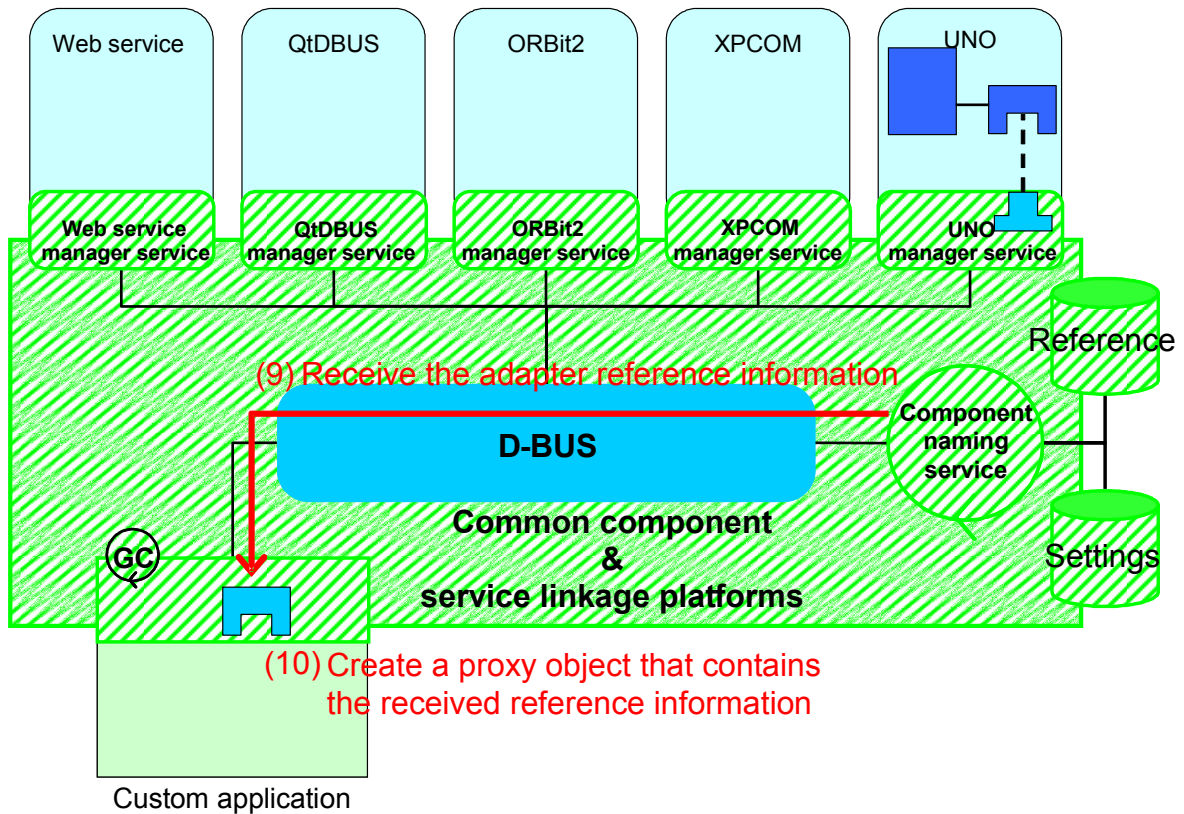 Web service
QtDBUS
ORBit2
XPCOM
UNO
Web service
manager service
QtDBUS
manager service
ORBit2
manager service
XPCOM
manager service
UNO
manager service
Reference
(9) Receive the adapter reference information
Component
naming
service
D-BUS
Common component
&
service linkage platforms
Settings
GC
(10) Create a proxy object that contains
the received reference information
Custom application